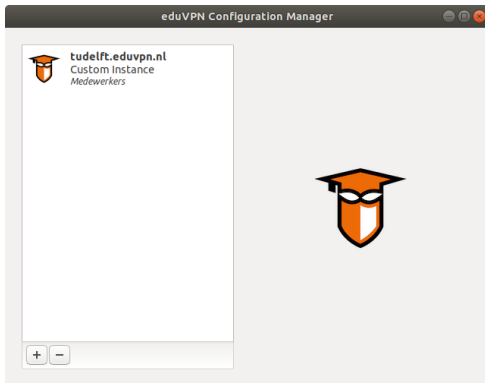 eduVPN Configuration Manager
tudelft.eduvpn.nl
Custom Instance
Medewerkers